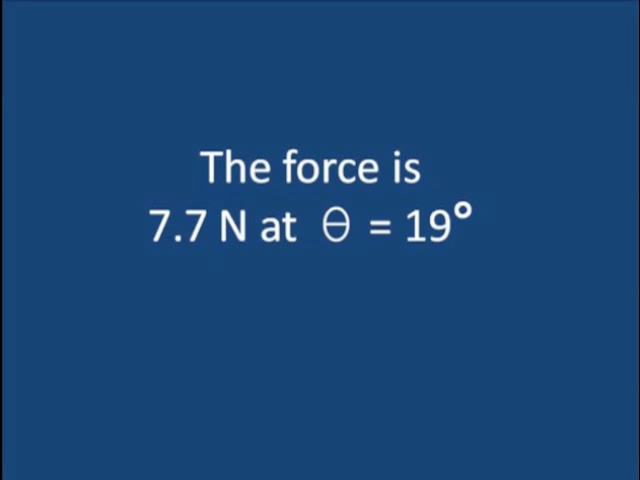 The force is
7.7 N at θ = 19°